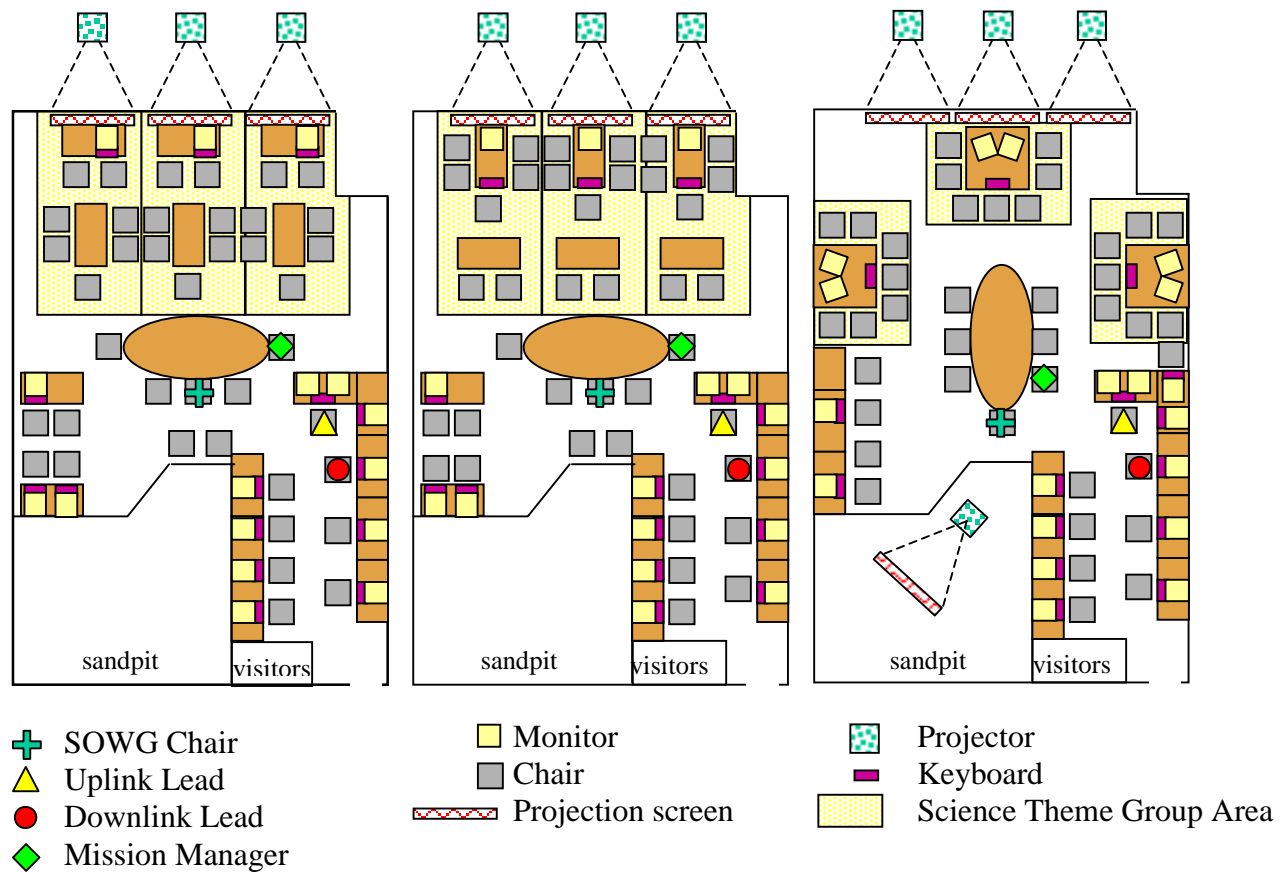 sandpit
visitors
sandpit
visitors
sandpit
visitors
SOWG Chair
Uplink Lead
Downlink Lead
Mission Manager
Monitor
Chair
Projection screen
Projector
Keyboard
Science Theme Group Area